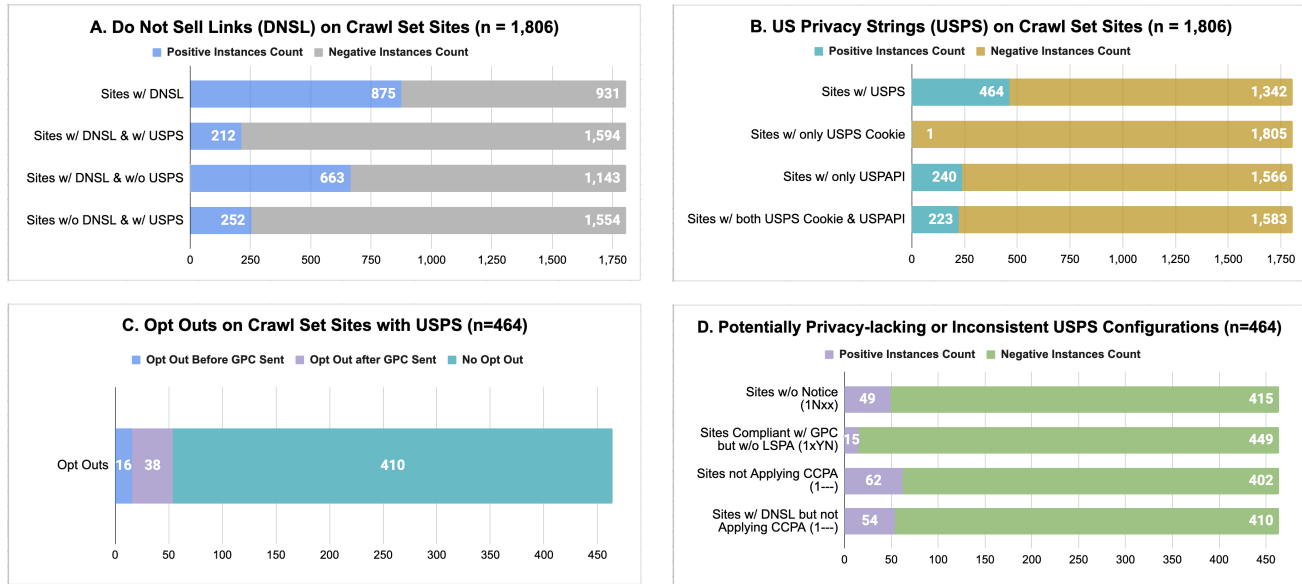 A. Do Not Sell Links (DNSL) on Crawl Set Sites (n = 1,806)
Positive Instances Count Negative Instances Count
Sites w/ DNSL 875 931
Sites w/ DNSL & w/ USPS 212 1,594
Sites w/ DNSL & w/o USPS 663 1,143
Sites w/o DNSL & w/ USPS 252 1,554
0 250 500 750 1,000 1,250 1,500 1,750
B. US Privacy Strings (USPS) on Crawl Set Sites (n = 1,806)
Positive Instances Count Negative Instances Count
Sites w/ USPS 464 1,342
Sites w/ only USPS Cookie 1 1,805
Sites w/ only USPAPI 240 1,566
Sites w/ both USPS Cookie & USPAPI 223 1,583
0 250 500 750 1,000 1,250 1,500 1,750
C. Opt Outs on Crawl Set Sites with USPS (n=464)
Opt Out Before GPC Sent Opt Out after GPC Sent No Opt Out
Opt Outs 16 38 410
0 50 100 150 200 250 300 350 400 450
D. Potentially Privacy-lacking or Inconsistent USPS Configurations (n=464)
Positive Instances Count Negative Instances Count
Sites w/o Notice
(1Nxx) 49 415
Sites Compliant w/ GPC
but w/o LSPA (1xYN) 15 449
Sites not Applying CCPA
(1---) 62 402
Sites w/ DNSL but not
Applying CCPA (1---) 54 410
0 50 100 150 200 250 300 350 400 450